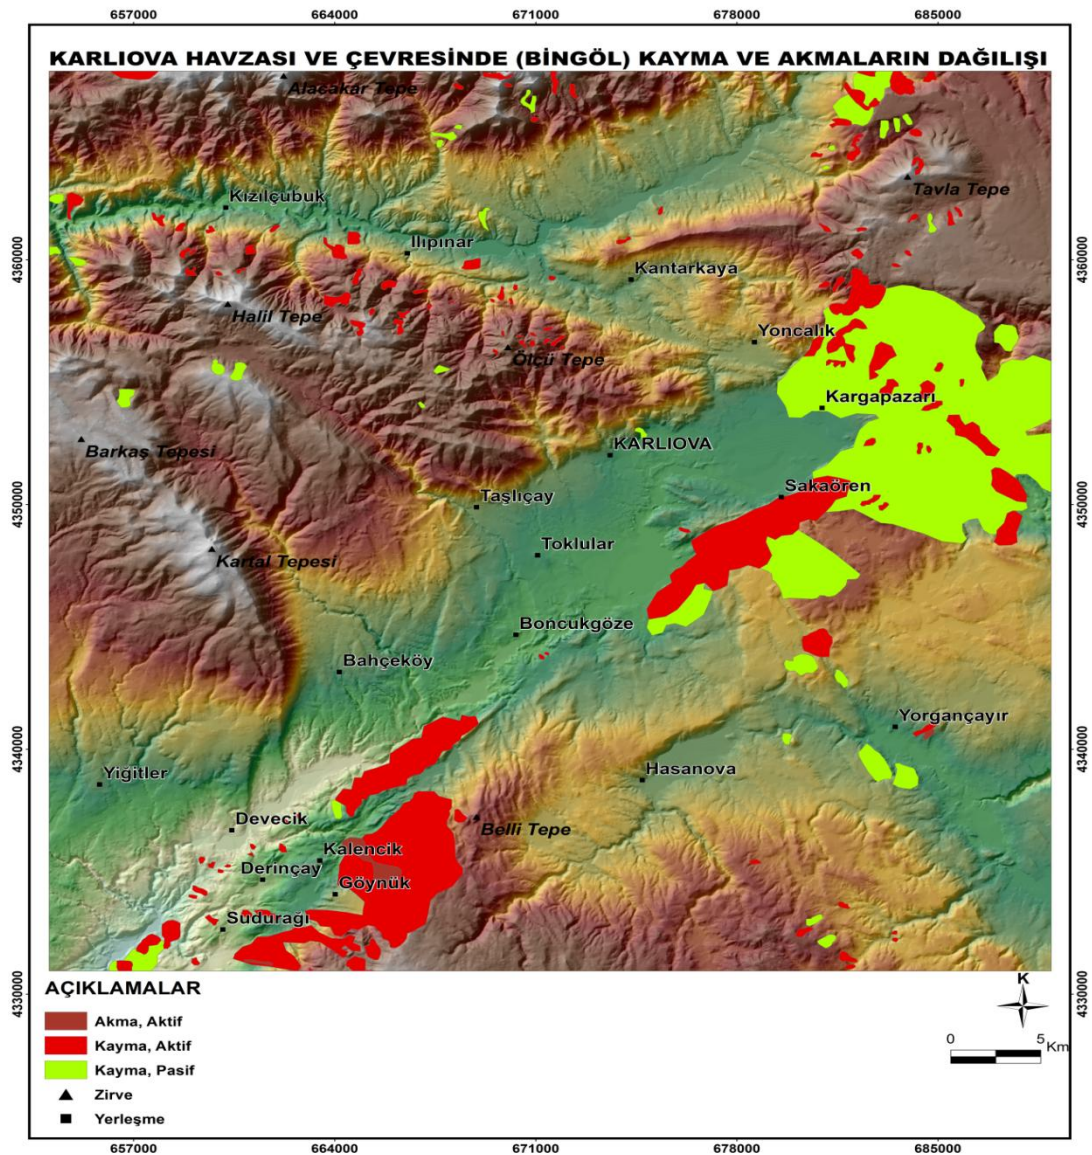 657000 664000 671000 678000 685000
KARLIOVA HAVZASI VE ÇEVRESİNDE (BİNGÖL) KAYMA VE AKMALARIN DAĞILIŞI
Alacakar Tepe
Tavla Tepe
Kızılçubuk
Ilıpınar
4360000
4360000
Kantarkaya
Halil Tepe
Yoncalık
Ölçü Tepe
Kargapazarı
KARLIOVA
Barkaş Tepesi
Sakaören
Taşlıçay
4350000
4350000
Toklular
Kartal Tepesi
Boncukgöze
Bahçeköy
Yorgançayır
4340000
4340000
Yiğitler
Hasanova
Devecik
Belli Tepe
Kalencik
Derinçay
Göynük
Sudurağı
4330000
4330000
AÇIKLAMALAR
K
Akma, Aktif
Kayma, Aktif
Kayma, Pasif
Zirve
Yerleşme
0 5
Km
657000 664000 671000 678000 685000